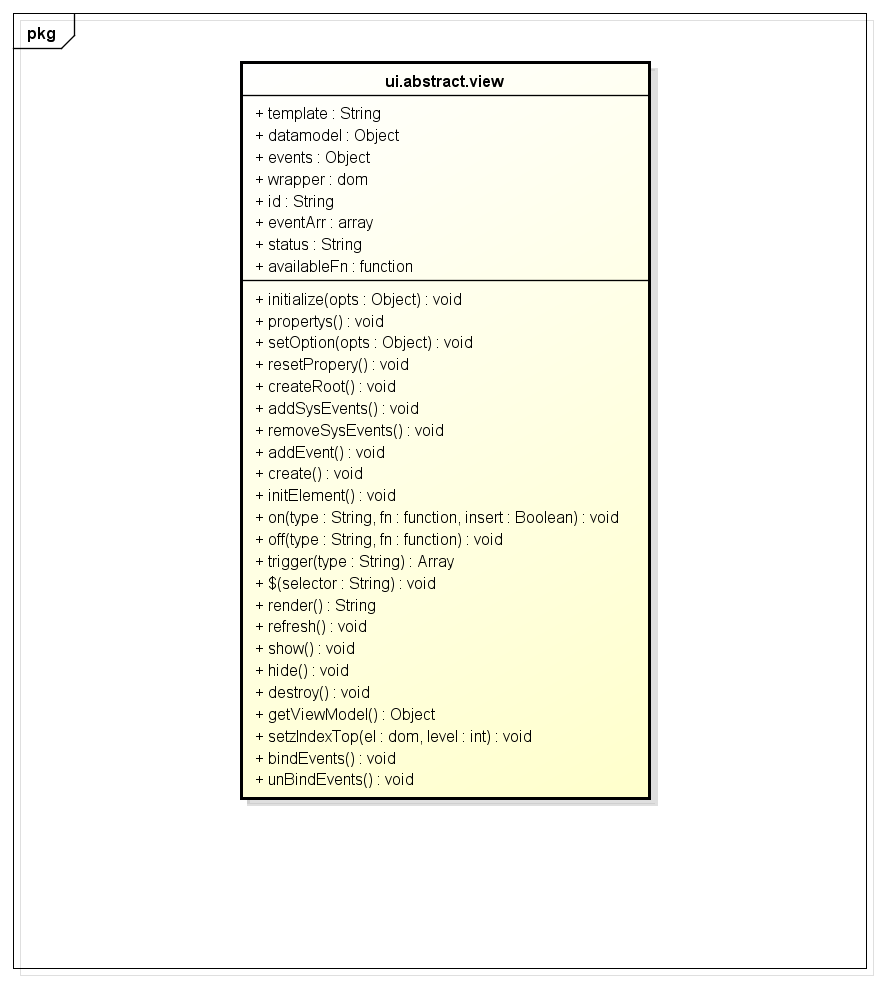 pkg
ui.abstract.view
+ template : String
+ datamodel : Object
+ events : Object
+ wrapper : dom
+ id : String
+ eventArr : array
+ status : String
+ availableFn : function
+ initialize(opts : Object) : void
+ propertys() : void
+ setOption(opts : Object) : void
+ resetPropery() : void
+ createRoot() : void
+ addSysEvents() : void
+ removeSysEvents() : void
+ addEvent() : void
+ create() : void
+ initElement() : void
+ on(type : String, fn : function, insert : Boolean) : void
+ off(type : String, fn : function) : void
+ trigger(type : String) : Array
+ $(selector : String) : void
+ render() : String
+ refresh() : void
+ show() : void
+ hide() : void
+ destroy() : void
+ getViewModel() : Object
+ setzIndexTop(el : dom, level : int) : void
+ bindEvents() : void
+ unBindEvents() : void